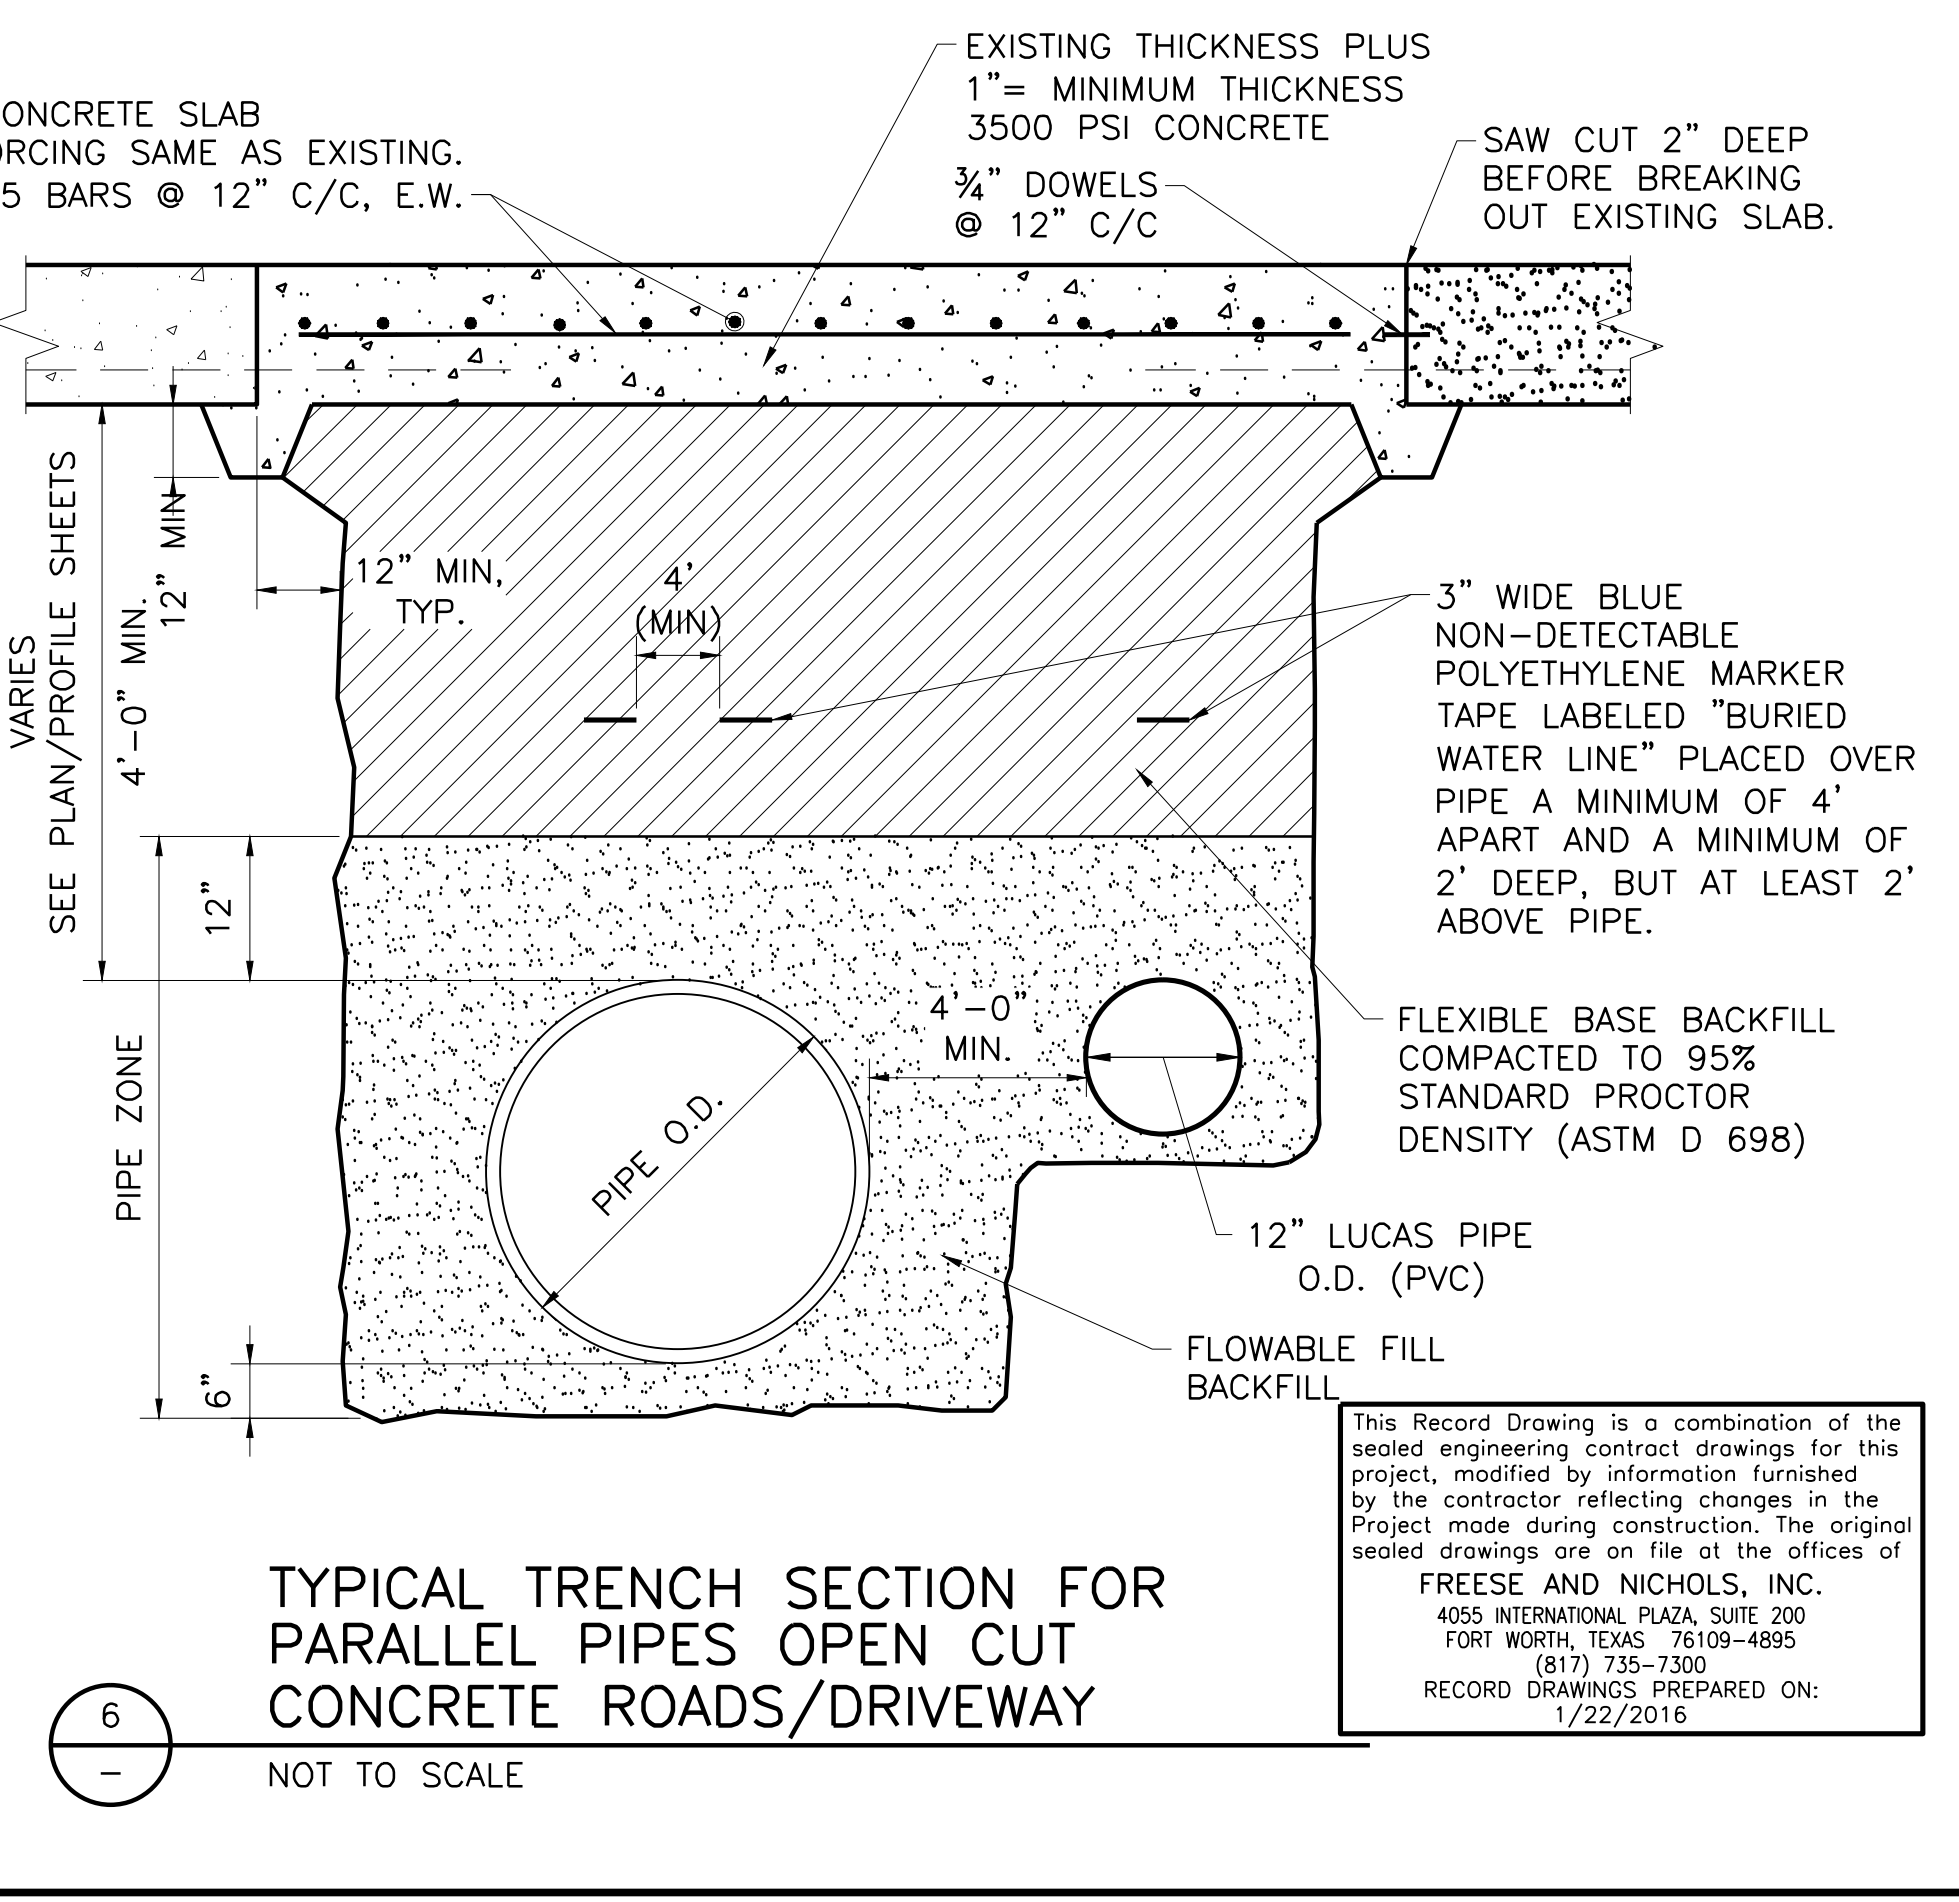 EXISTING THICKNESS PLUS
1"= MINIMUM THICKNESS
3500 PSI CONCRETE
ONCRETE SLAB
ORCING SAME AS EXISTING.
5 BARS @ 12" C/C, E.W.
¾" DOWELS
@ 12" C/C
SAW CUT 2" DEEP
BEFORE BREAKING
OUT EXISTING SLAB.
VARIES
SEE PLAN/PROFILE SHEETS
4'-0" MIN.
12" MIN
12" MIN,
TYP.
4'
(MIN)
3" WIDE BLUE
NON-DETECTABLE
POLYETHYLENE MARKER
TAPE LABELED "BURIED
WATER LINE" PLACED OVER
PIPE A MINIMUM OF 4'
APART AND A MINIMUM OF
2' DEEP, BUT AT LEAST 2'
ABOVE PIPE.
12"
PIPE ZONE
4'-0"
MIN.
PIPE O.D.
FLEXIBLE BASE BACKFILL
COMPACTED TO 95%
STANDARD PROCTOR
DENSITY (ASTM D 698)
12" LUCAS PIPE
O.D. (PVC)
FLOWABLE FILL
BACKFILL
6"
This Record Drawing is a combination of the
sealed engineering contract drawings for this
project, modified by information furnished
by the contractor reflecting changes in the
Project made during construction. The original
sealed drawings are on file at the offices of
FREESE AND NICHOLS, INC.
4055 INTERNATIONAL PLAZA, SUITE 200
FORT WORTH, TEXAS 76109-4895
(817) 735-7300
RECORD DRAWINGS PREPARED ON:
1/22/2016
TYPICAL TRENCH SECTION FOR
PARALLEL PIPES OPEN CUT
CONCRETE ROADS/DRIVEWAY
6
-
NOT TO SCALE